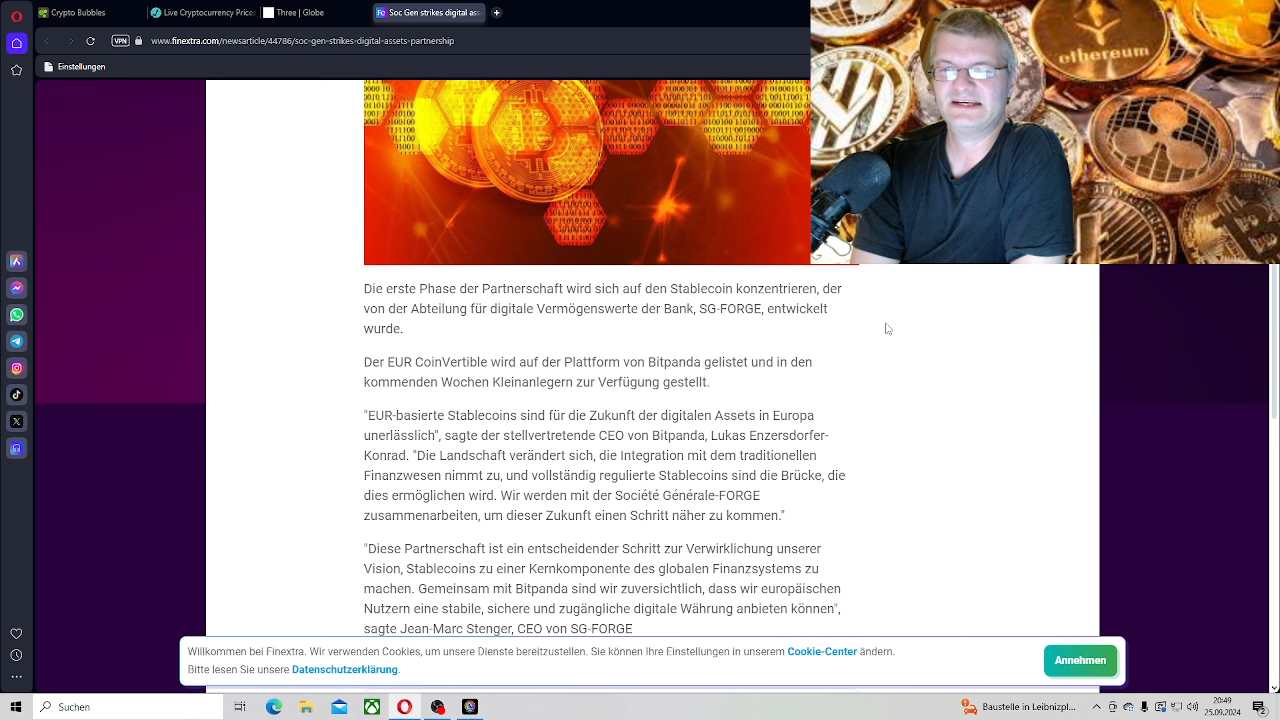 Crypto Bubbles
Live Cryptocurrency Prices
Three | Globe
Soc Gen strikes digital ass
VPN
www.finextra.com/newsarticle/44786/soc-gen-strikes-digital-assets-partnership
Einstellungen
ethereum
Die erste Phase der Partnerschaft wird sich auf den Stablecoin konzentrieren, der
von der Abteilung für digitale Vermögenswerte der Bank, SG-FORGE, entwickelt
wurde.
Der EUR CoinVertible wird auf der Plattform von Bitpanda gelistet und in den
kommenden Wochen Kleinanlegern zur Verfügung gestellt.
"EUR-basierte Stablecoins sind für die Zukunft der digitalen Assets in Europa
unerlässlich", sagte der stellvertretende CEO von Bitpanda, Lukas Enzersdorfer-
Konrad. "Die Landschaft verändert sich, die Integration mit dem traditionellen
Finanzwesen nimmt zu, und vollständig regulierte Stablecoins sind die Brücke, die
dies ermöglichen wird. Wir werden mit der Société Générale-FORGE
zusammenarbeiten, um dieser Zukunft einen Schritt näher zu kommen."
"Diese Partnerschaft ist ein entscheidender Schritt zur Verwirklichung unserer
Vision, Stablecoins zu einer Kernkomponente des globalen Finanzsystems zu
machen. Gemeinsam mit Bitpanda sind wir zuversichtlich, dass wir europäischen
Nutzern eine stabile, sichere und zugängliche digitale Währung anbieten können",
sagte Jean-Marc Stenger, CEO von SG-FORGE
Willkommen bei Finextra. Wir verwenden Cookies, um unsere Dienste bereitzustellen. Sie können Ihre Einstellungen in unserem Cookie-Center ändern.
Bitte lesen Sie unsere Datenschutzerklärung.
Annehmen
Suchen
Baustelle in Leibnizpl...
20:49
25.09.2024